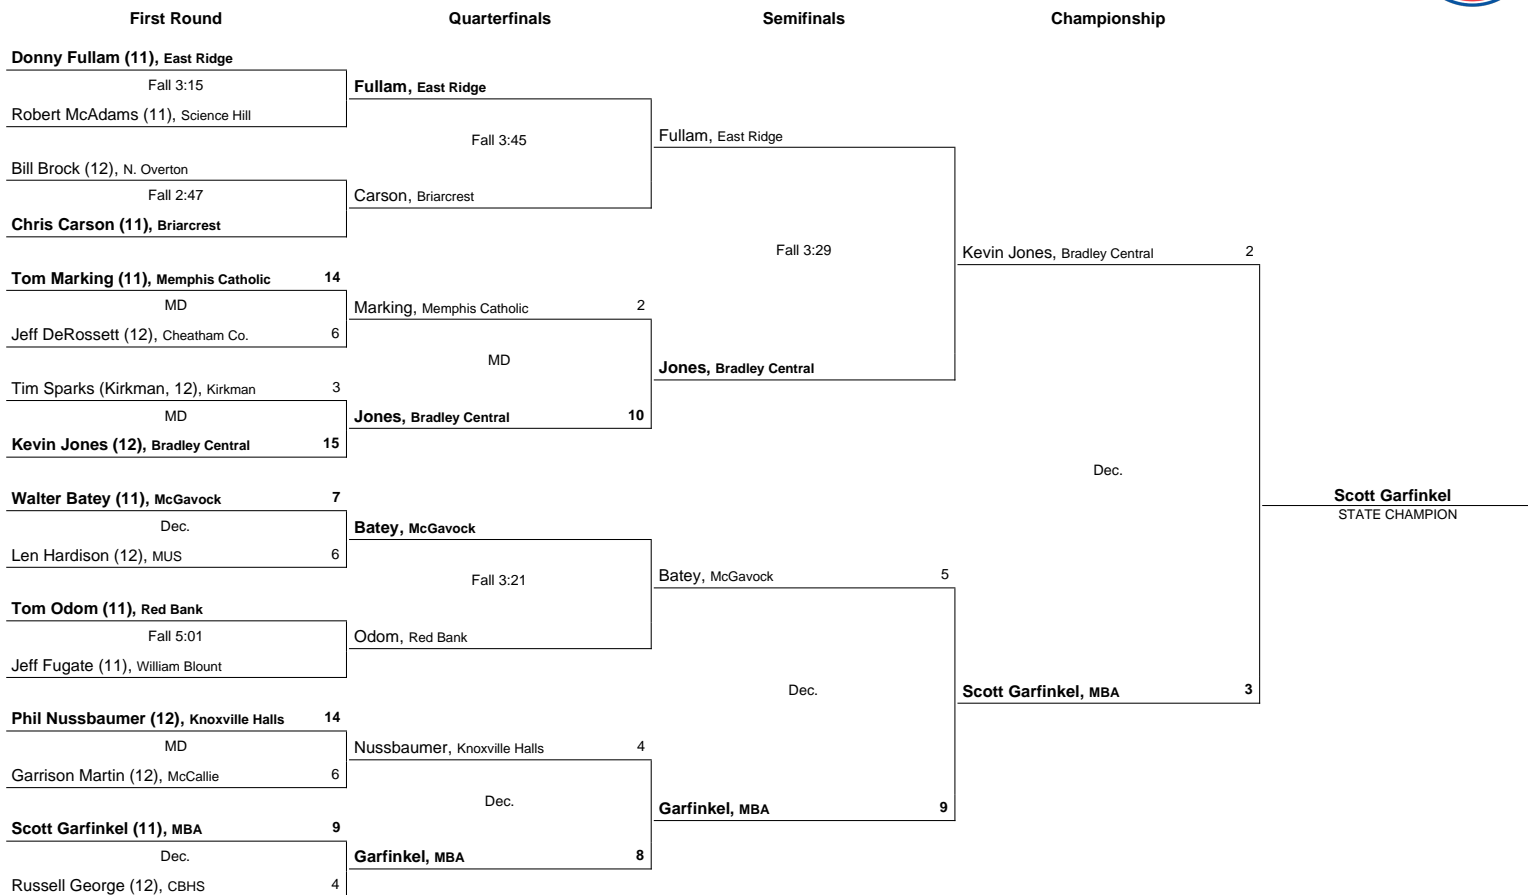 First Round Quarterfinals Semifinals Championship
Donny Fullam (11), East Ridge
Fall 3:15
Robert McAdams (11), Science Hill
Bill Brock (12), N. Overton
Fall 2:47
Chris Carson (11), Briarcrest
Tom Marking (11), Memphis Catholic 14
MD
Jeff DeRossett (12), Cheatham Co. 6
Tim Sparks (Kirkman, 12), Kirkman 3
MD
Kevin Jones (12), Bradley Central 15
Walter Batey (11), McGavock 7
Dec.
Len Hardison (12), MUS 6
Tom Odom (11), Red Bank
Fall 5:01
Jeff Fugate (11), William Blount
Phil Nussbaumer (12), Knoxville Halls 14
MD
Garrison Martin (12), McCallie 6
Scott Garfinkel (11), MBA 9
Dec.
Russell George (12), CBHS 4
Fullam, East Ridge
Fall 3:45
Carson, Briarcrest
Marking, Memphis Catholic 2
MD
Jones, Bradley Central 10
Batey, McGavock
Fall 3:21
Odom, Red Bank
Nussbaumer, Knoxville Halls 4
Dec.
Garfinkel, MBA 8
Fullam, East Ridge
Fall 3:29
Jones, Bradley Central
Batey, McGavock 5
Dec.
Garfinkel, MBA 9
Kevin Jones, Bradley Central 2
Dec.
Scott Garfinkel, MBA 3
Scott Garfinkel
STATE CHAMPION